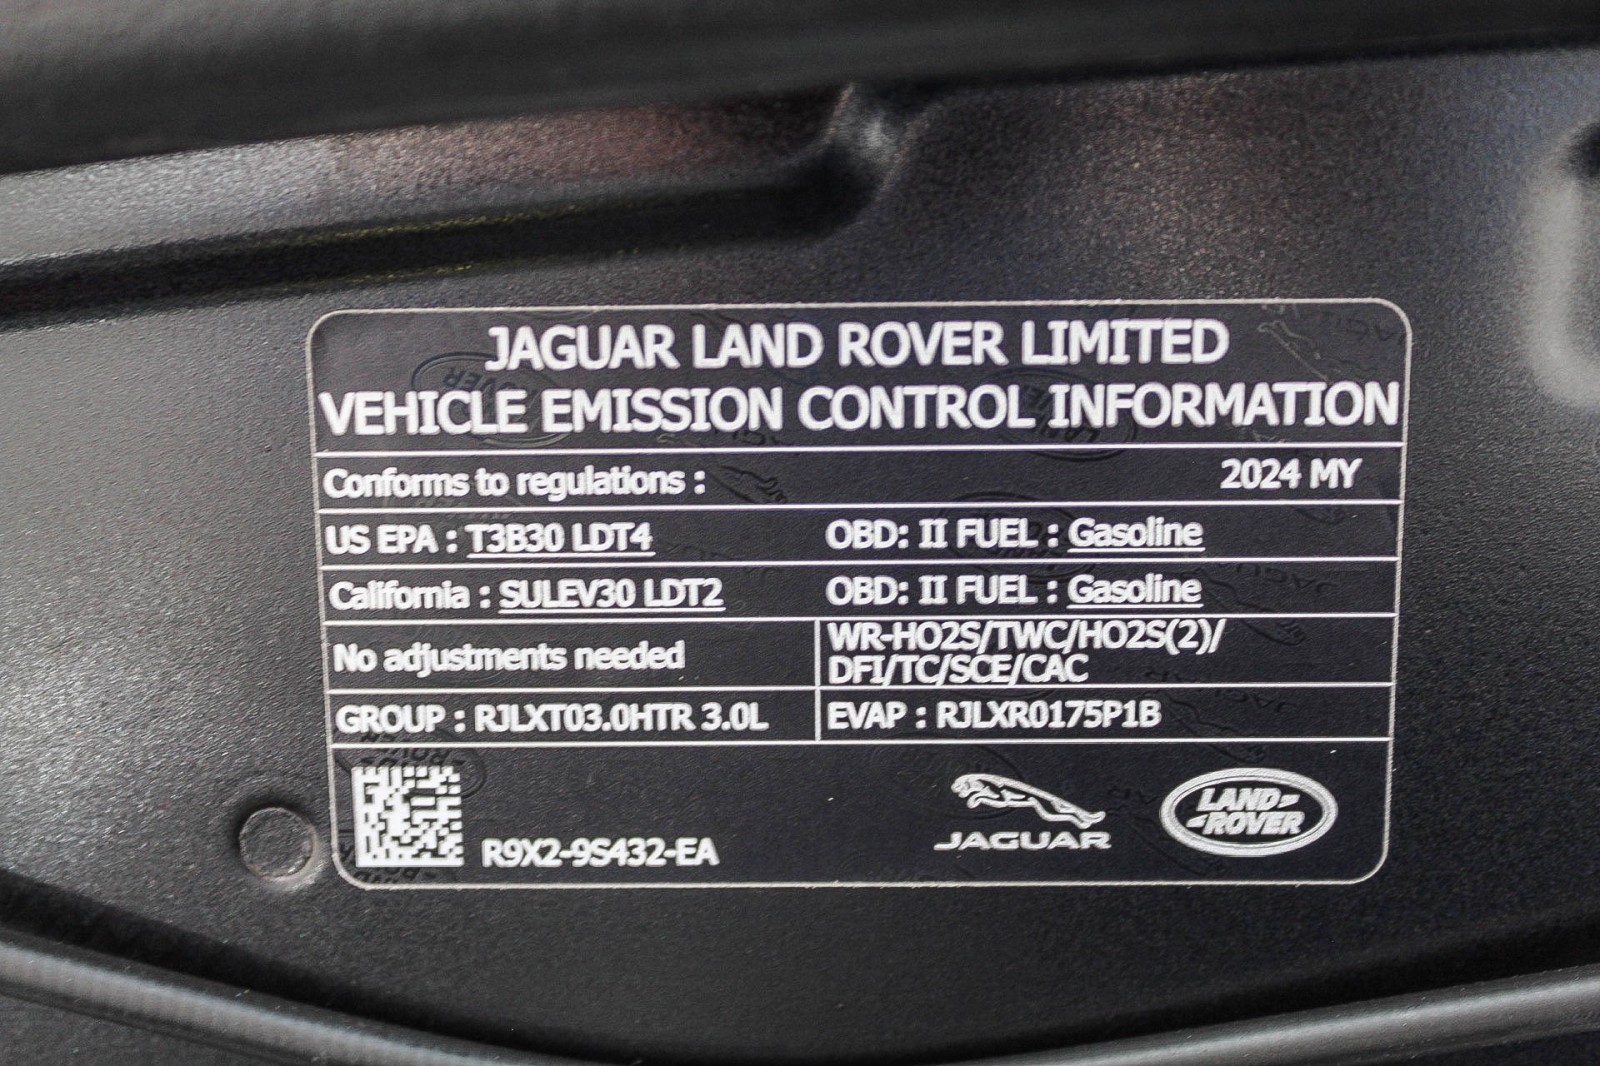 JAGUAR LAND ROVER LIMITED
VEHICLE EMISSION CONTROL INFORMATION
Conforms to regulations : 2024 MY
US EPA : T3B30 LDT4 OBD: II FUEL : Gasoline
California : SULEV30 LDT2 OBD: II FUEL : Gasoline
No adjustments needed
WR-HO2S/TWC/HO2S(2)/
DFI/TC/SCE/CAC
GROUP : RJLXT03.0HTR 3.0L EVAP : RJLXR0175P1B
R9X2-9S432-EA
JAGUAR
LAND
ROVER